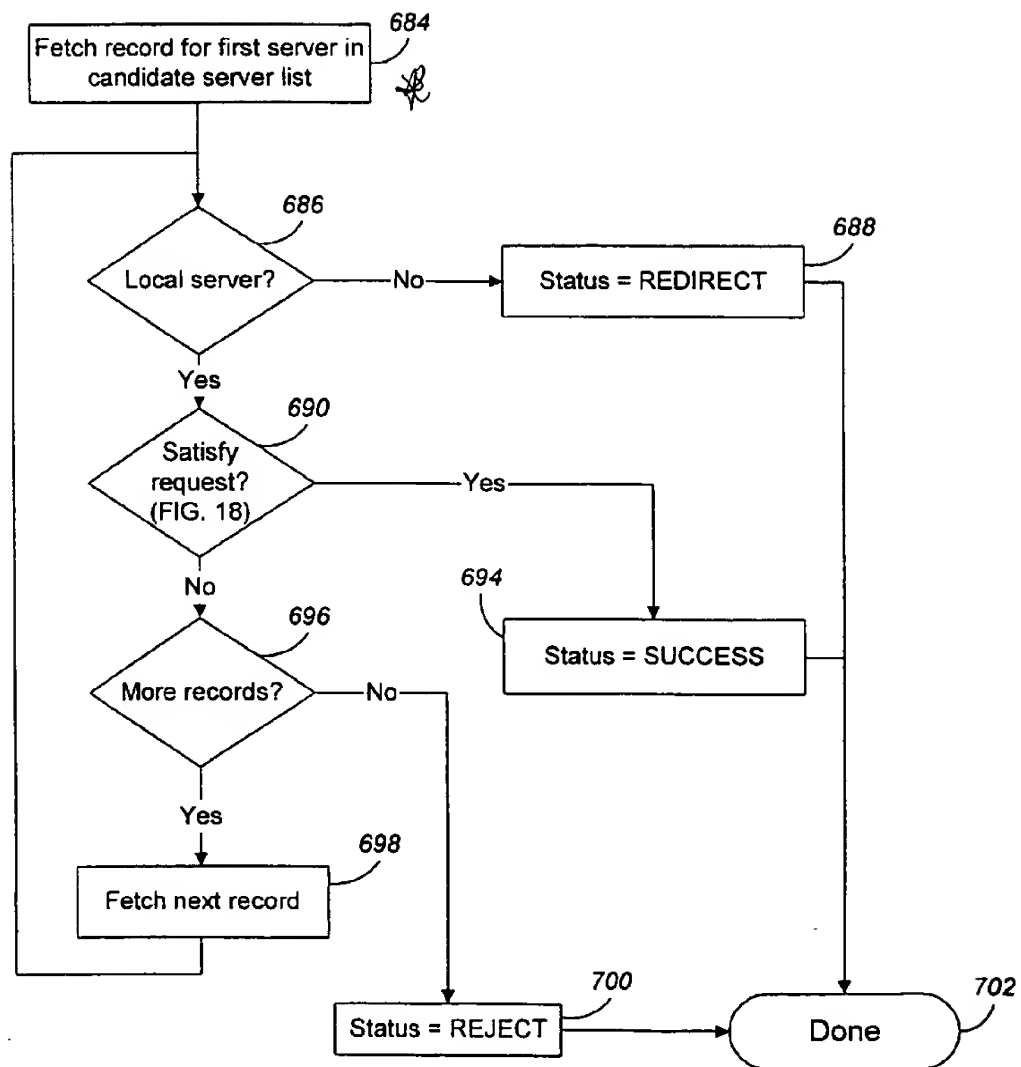 684
Fetch record for first server in
candidate server list
686
Local server?
No
688
Status = REDIRECT
Yes
690
Satisfy
request?
(FIG. 18)
Yes
No
694
Status = SUCCESS
696
More records?
No
Yes
698
Fetch next record
700
Status = REJECT
702
Done